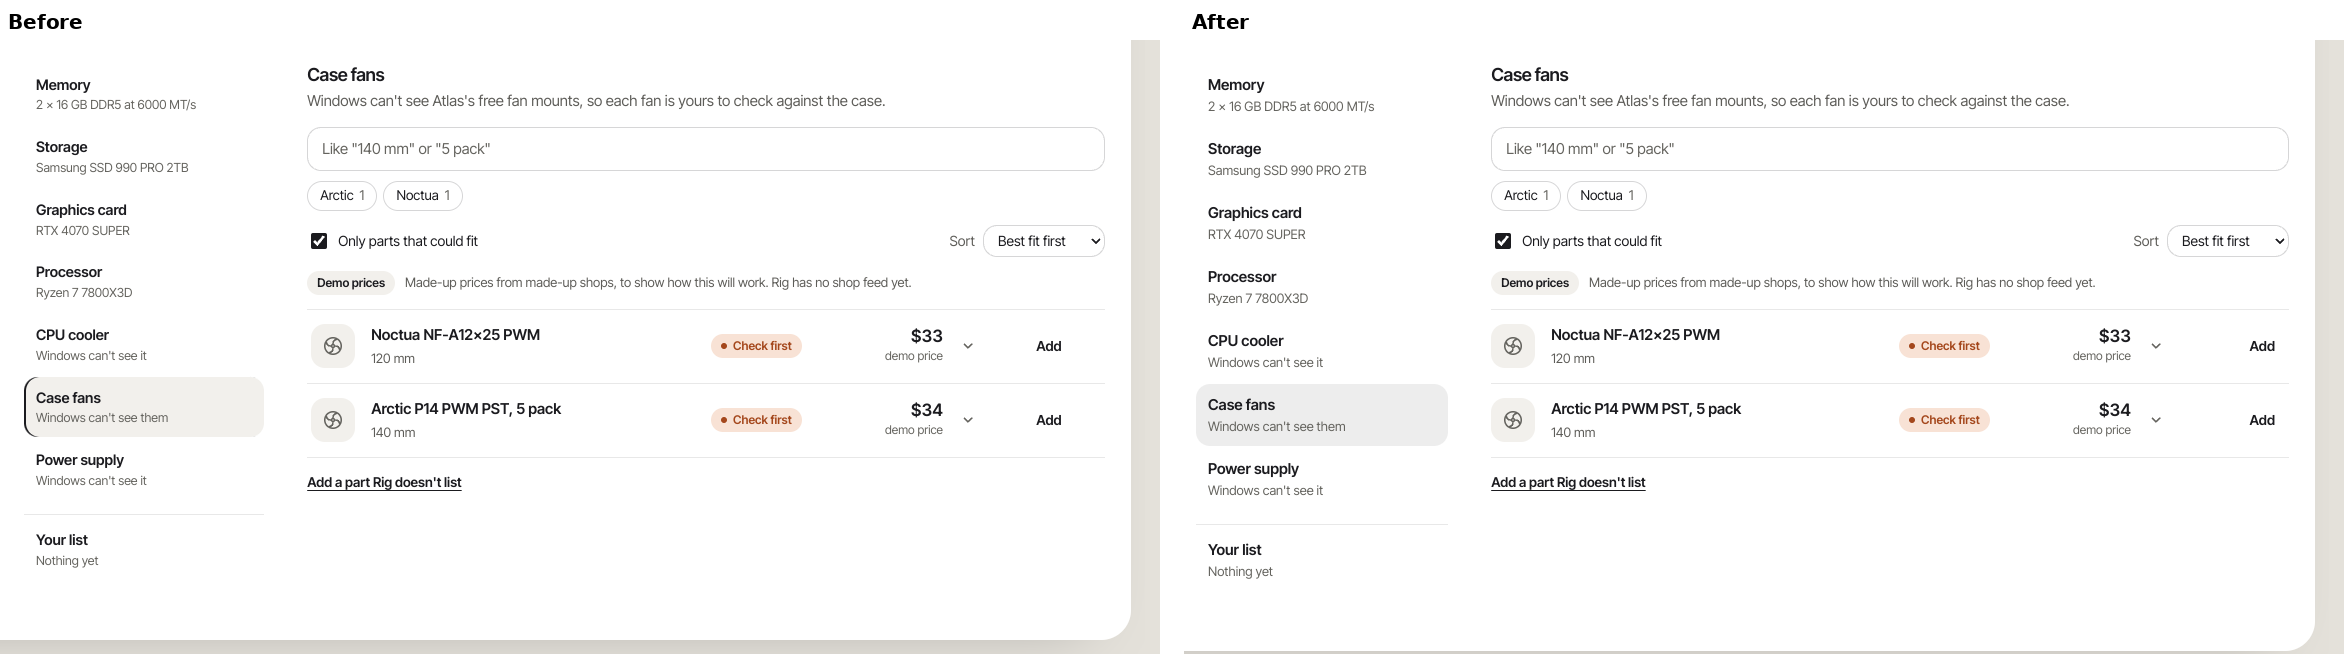 Before
Memory
2 × 16 GB DDR5 at 6000 MT/s
Storage
Samsung SSD 990 PRO 2TB
Graphics card
RTX 4070 SUPER
Processor
Ryzen 7 7800X3D
CPU cooler
Windows can't see it
Case fans
Windows can't see them
Power supply
Windows can't see it
Your list
Nothing yet
Case fans
Windows can't see Atlas's free fan mounts, so each fan is yours to check against the case.
Like "140 mm" or "5 pack"
Arctic 1 Noctua 1
Only parts that could fit Sort Best fit first
Demo prices Made-up prices from made-up shops, to show how this will work. Rig has no shop feed yet.
Noctua NF-A12×25 PWM
120 mm
Check first
$33
demo price
Add
Arctic P14 PWM PST, 5 pack
140 mm
Check first
$34
demo price
Add
Add a part Rig doesn't list
After
Memory
2 × 16 GB DDR5 at 6000 MT/s
Storage
Samsung SSD 990 PRO 2TB
Graphics card
RTX 4070 SUPER
Processor
Ryzen 7 7800X3D
CPU cooler
Windows can't see it
Case fans
Windows can't see them
Power supply
Windows can't see it
Your list
Nothing yet
Case fans
Windows can't see Atlas's free fan mounts, so each fan is yours to check against the case.
Like "140 mm" or "5 pack"
Arctic 1 Noctua 1
Only parts that could fit Sort Best fit first
Demo prices Made-up prices from made-up shops, to show how this will work. Rig has no shop feed yet.
Noctua NF-A12×25 PWM
120 mm
Check first
$33
demo price
Add
Arctic P14 PWM PST, 5 pack
140 mm
Check first
$34
demo price
Add
Add a part Rig doesn't list